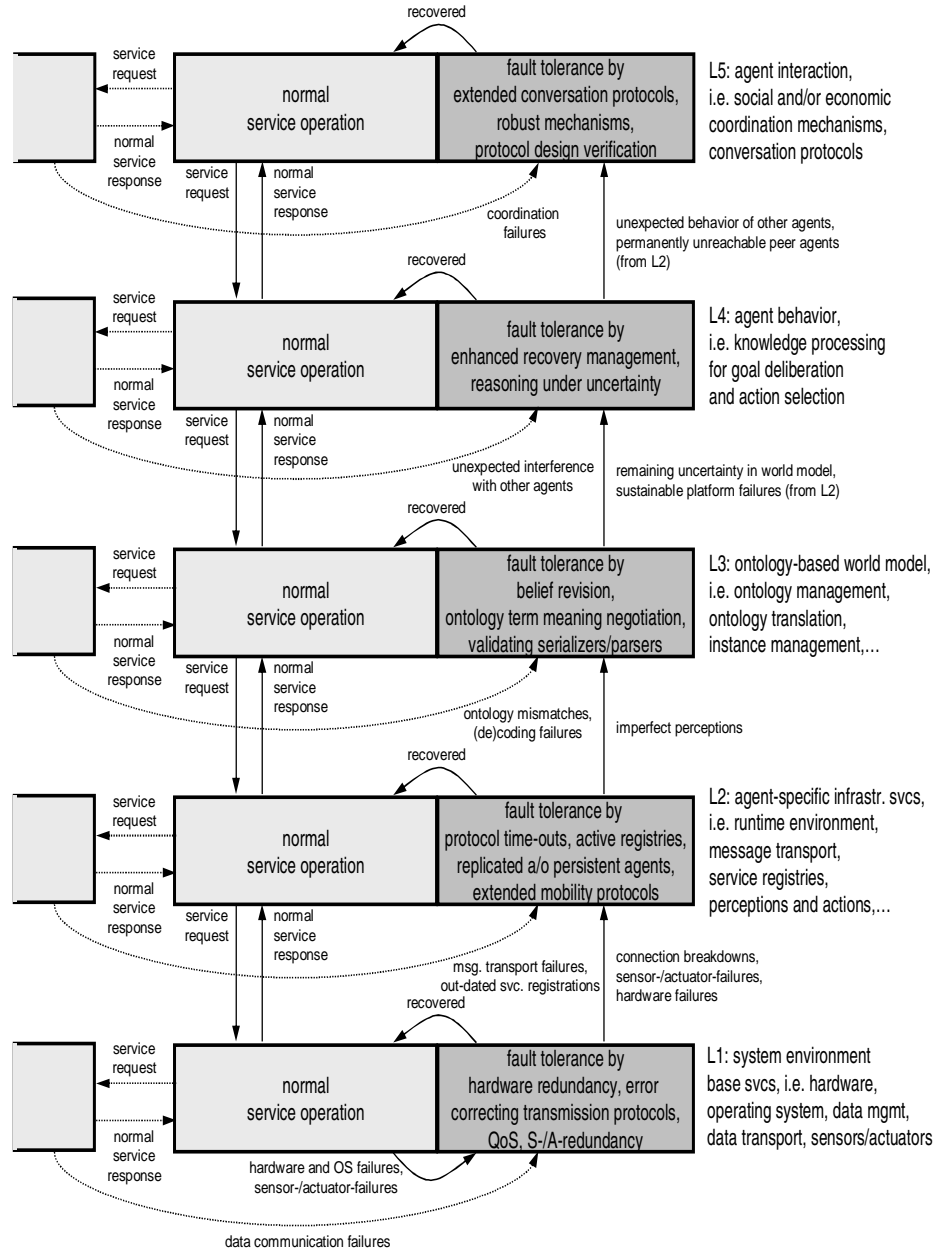 recovered
service
request
normal
service
response
normal
service operation
fault tolerance by
extended conversation protocols,
robust mechanisms,
protocol design verification
L5: agent interaction,
i.e. social and/or economic
coordination mechanisms,
conversation protocols
service
request
normal
service
response
coordination
failures
unexpected behavior of other agents,
permanently unreachable peer agents
(from L2)
recovered
service
request
normal
service
response
normal
service operation
fault tolerance by
enhanced recovery management,
reasoning under uncertainty
L4: agent behavior,
i.e. knowledge processing
for goal deliberation
and action selection
service
request
normal
service
response
unexpected interference
with other agents
remaining uncertainty in world model,
sustainable platform failures (from L2)
recovered
service
request
normal
service
response
normal
service operation
fault tolerance by
belief revision,
ontology term meaning negotiation,
validating serializers/parsers
L3: ontology-based world model,
i.e. ontology management,
ontology translation,
instance management,...
service
request
normal
service
response
ontology mismatches,
(de)coding failures
imperfect perceptions
recovered
service
request
normal
service
response
normal
service operation
fault tolerance by
protocol time-outs, active registries,
replicated a/o persistent agents,
extended mobility protocols
L2: agent-specific infrastr. svcs,
i.e. runtime environment,
message transport,
service registries,
perceptions and actions,...
service
request
normal
service
response
msg. transport failures,
out-dated svc. registrations
connection breakdowns,
sensor-/actuator-failures,
hardware failures
recovered
service
request
normal
service
response
normal
service operation
fault tolerance by
hardware redundancy, error
correcting transmission protocols,
QoS, S-/A-redundancy
L1: system environment
base svcs, i.e. hardware,
operating system, data mgmt,
data transport, sensors/actuators
hardware and OS failures,
sensor-/actuator-failures
data communication failures